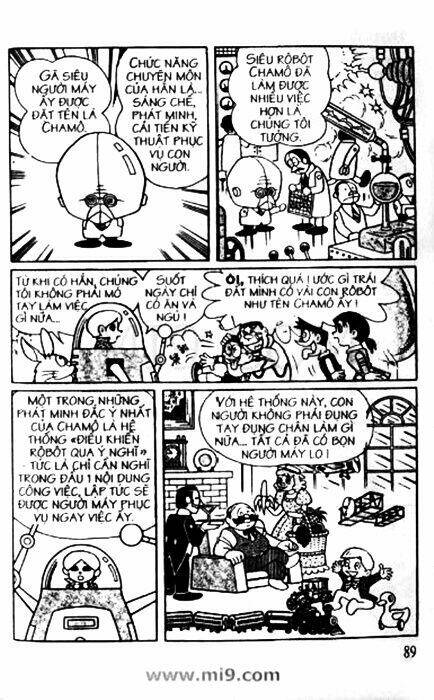 GÃ SIÊU
NGƯỜI MÁY
ẤY ĐƯỢC
ĐẶT TÊN LÀ
CHAMÔ.
CHỨC NĂNG
CHUYÊN MÔN
CỦA HẮN LÀ...
SÁNG CHẾ,
PHÁT MINH,
CẢI TIẾN KỸ
THUẬT PHỤC
VỤ CON
NGƯỜI.
SIÊU RÔBỐT
CHAMÔ ĐÃ
LÀM ĐƯỢC
NHIỀU VIỆC
HƠN LÀ
CHÚNG TÔI
TƯỞNG.
TỪ KHI CÓ HẮN, CHÚNG
TÔI KHÔNG PHẢI MÓ
TAY LÀM VIỆC
GÌ NỮA...
SUỐT
NGÀY CHỈ
CÓ ĂN VÀ
NGỦ !
ÔI, THÍCH QUÁ ! ƯỚC GÌ TRÁI
ĐẤT MÌNH CÓ VÀI CON RÔBỐT
NHƯ TÊN CHAMÔ ẤY !
MỘT TRONG NHỮNG
PHÁT MINH ĐẮC Ý NHẤT
CỦA CHAMÔ LÀ HỆ
THỐNG «ĐIỀU KHIỂN
RÔBỐT QUA Ý NGHĨ»
- TỨC LÀ CHỈ CẦN NGHĨ
TRONG ĐẦU 1 NỘI DUNG
CÔNG VIỆC, LẬP TỨC SẼ
ĐƯỢC NGƯỜI MÁY PHỤC
VỤ NGAY VIỆC ẤY.
VỚI HỆ THỐNG NÀY, CON
NGƯỜI KHÔNG PHẢI ĐỤNG
TAY ĐỤNG CHÂN LÀM GÌ
NỮA... TẤT CẢ ĐÃ CÓ BỌN
NGƯỜI MÁY LO !
89
www.mi9.com